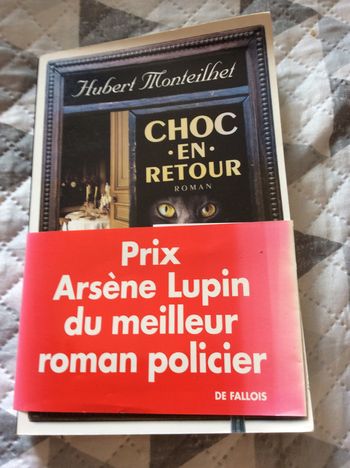 Hubert Monteilhet
CHOC
· EN ·
RETOUR
ROMAN
Prix
Arsène Lupin
du meilleur
roman policier
DE FALLOIS